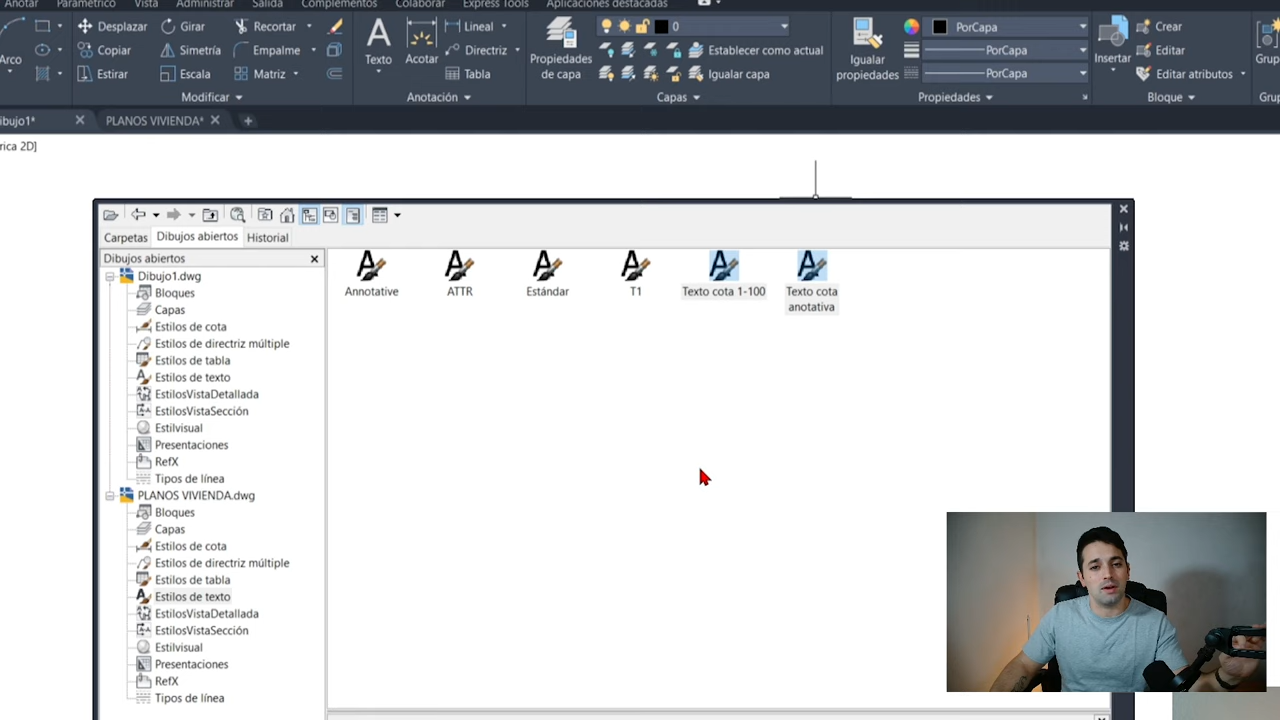 Anotar Paramétrico Vista Administrar Salida Complementos Colaborar Express Tools Aplicaciones destacadas
Desplazar Girar Recortar
Copiar Simetría Empalme
Estirar Escala Matriz
Arco
Modificar
Texto
Acotar
Lineal
Directriz
Tabla
Anotación
Propiedades
de capa
0
Establecer como actual
Igualar capa
Capas
Igualar
propiedades
PorCapa
PorCapa
PorCapa
Propiedades
Insertar
Crear
Editar
Editar atributos
Bloque
Grup
Gru
ibujo1* PLANOS VIVIENDA*
rica 2D]
Carpetas Dibujos abiertos Historial
Dibujos abiertos
Dibujo1.dwg
Bloques
Capas
Estilos de cota
Estilos de directriz múltiple
Estilos de tabla
Estilos de texto
EstilosVistaDetallada
EstilosVistaSección
Estilvisual
Presentaciones
RefX
Tipos de línea
PLANOS VIVIENDA.dwg
Bloques
Capas
Estilos de cota
Estilos de directriz múltiple
Estilos de tabla
Estilos de texto
EstilosVistaDetallada
EstilosVistaSección
Estilvisual
Presentaciones
RefX
Tipos de línea
Annotative ATTR Estándar T1 Texto cota 1-100 Texto cota
anotativa